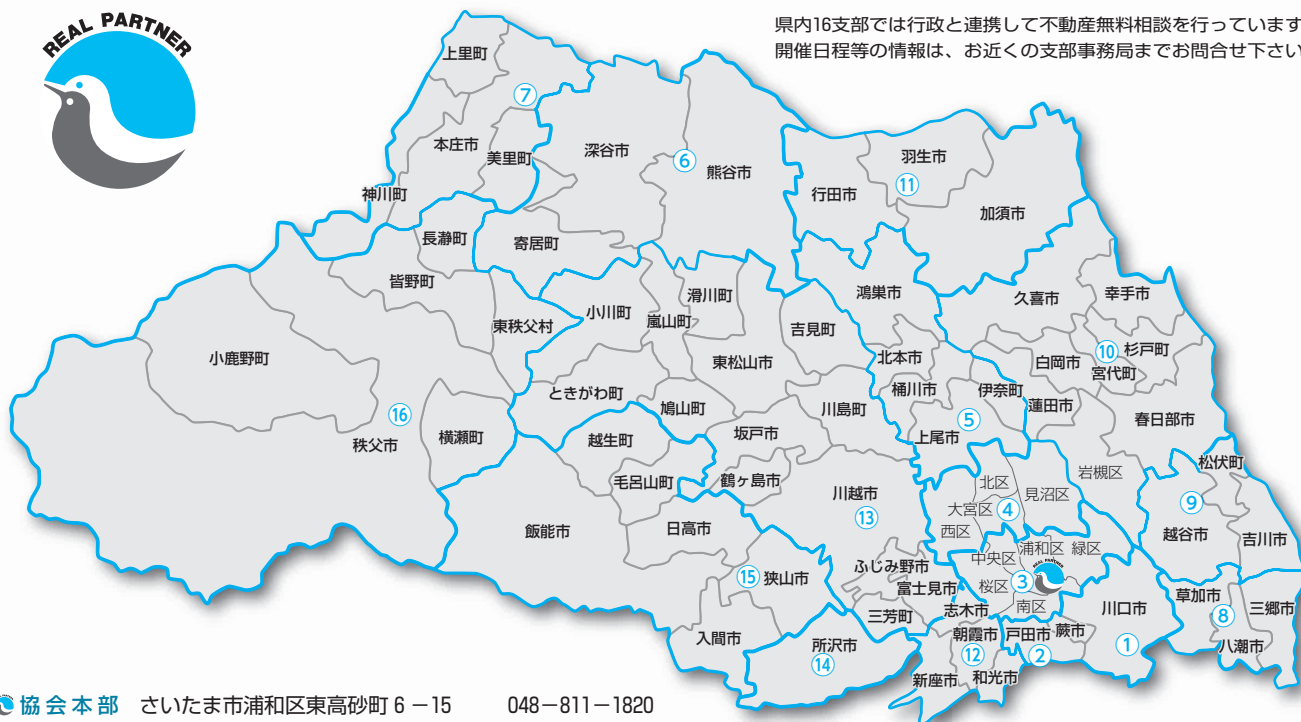 REAL PARTNER
県内16支部では行政と連携して不動産無料相談を行っています
開催日程等の情報は、お近くの支部事務局までお問合せ下さい
上里町
⑦
本庄市
美里町
神川町
深谷市
⑥
熊谷市
行田市
羽生市
⑪
加須市
長瀞町
寄居町
皆野町
東秩父村
小川町
嵐山町
滑川町
吉見町
鴻巣市
久喜市
幸手市
小鹿野町
東松山市
北本市
桶川市
伊奈町
白岡市
⑩
杉戸町
宮代町
蓮田市
ときがわ町
鳩山町
川島町
春日部市
⑯
秩父市
横瀬町
越生町
坂戸市
上尾市
⑤
毛呂山町
鶴ヶ島市
川越市
⑬
北区
見沼区
岩槻区
松伏町
大宮区
④
西区
⑨
越谷市
吉川市
飯能市
日高市
⑮
狭山市
ふじみ野市
富士見市
三芳町
志木市
中央区
浦和区
緑区
REAL PARTNER
桜区
③
南区
川口市
①
草加市
⑧
三郷市
八潮市
入間市
所沢市
⑭
朝霞市
⑫
新座市
和光市
戸田市
②
蕨市
協会本部 さいたま市浦和区東高砂町6−15 048−811−1820